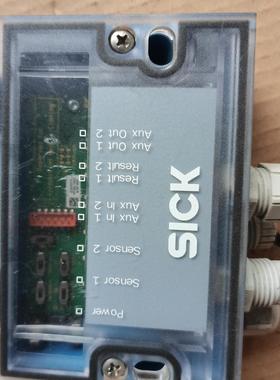 SICK
Power
Sensor 1
Sensor 2
Aux In 1
Aux In 2
Result 1
Result 2
Aux Out 1
Aux Out 2